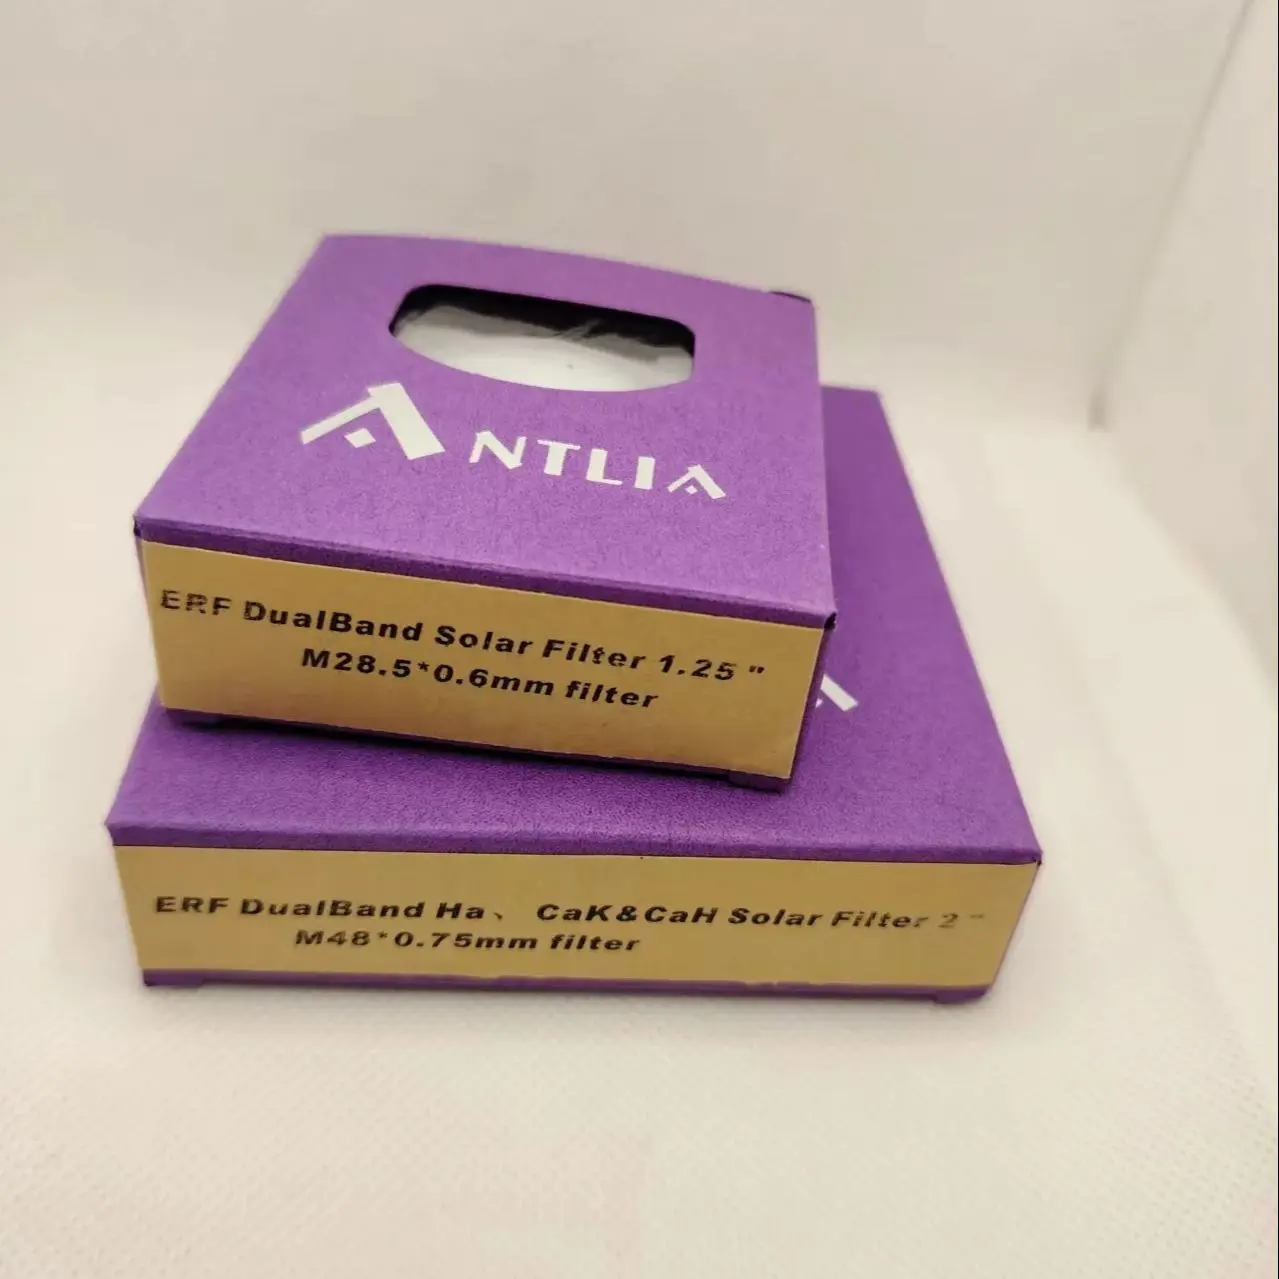 ANTLIA
ERF DualBand Solar Filter 1.25 "
M28.5*0.6mm filter
ERF DualBand Ha、 CaK&CaH Solar Filter 2 "
M48*0.75mm filter